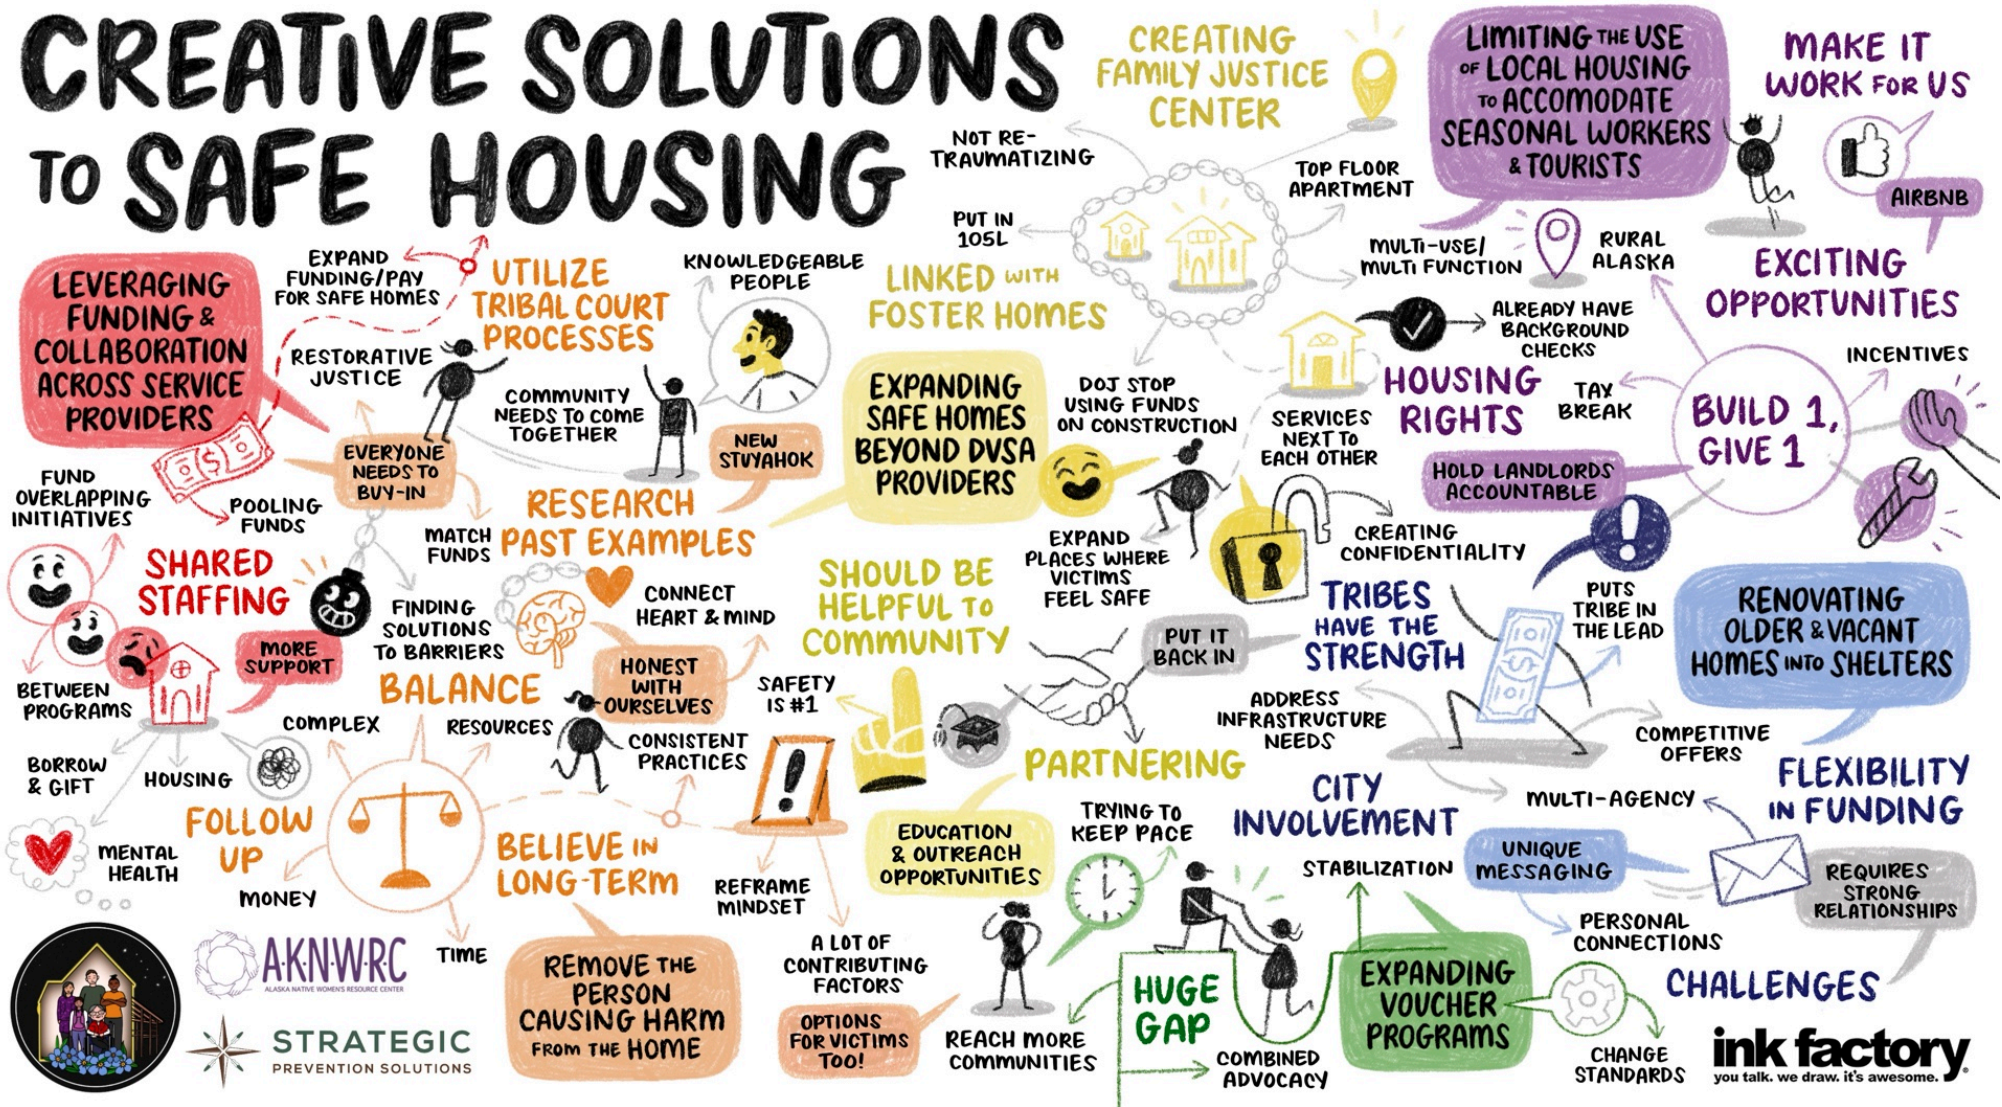 CREATIVE SOLUTIONS
TO SAFE HOUSING
LEVERAGING
FUNDING &
COLLABORATION
ACROSS SERVICE
PROVIDERS
EXPAND
FUNDING/PAY
FOR SAFE HOMES
RESTORATIVE
JUSTICE
EVERYONE
NEEDS TO
BUY-IN
FUND
OVERLAPPING
INITIATIVES
POOLING
FUNDS
SHARED
STAFFING
MORE
SUPPORT
BETWEEN
PROGRAMS
BORROW
& GIFT
HOUSING
COMPLEX
MENTAL
HEALTH
UTILIZE
TRIBAL COURT
PROCESSES
COMMUNITY
NEEDS TO COME
TOGETHER
KNOWLEDGEABLE
PEOPLE
NEW
STUYAHOK
RESEARCH
PAST EXAMPLES
MATCH
FUNDS
FINDING
SOLUTIONS
TO BARRIERS
CONNECT
HEART & MIND
HONEST
WITH
OURSELVES
BALANCE
RESOURCES
CONSISTENT
PRACTICES
FOLLOW
UP
MONEY
TIME
BELIEVE IN
LONG-TERM
REMOVE THE
PERSON
CAUSING HARM
FROM THE HOME
REFRAME
MINDSET
A LOT OF
CONTRIBUTING
FACTORS
OPTIONS
FOR VICTIMS
TOO!
CREATING
FAMILY JUSTICE
CENTER
NOT RE-
TRAUMATIZING
PUT IN
105L
TOP FLOOR
APARTMENT
MULTI-USE/
MULTI FUNCTION
LINKED WITH
FOSTER HOMES
EXPANDING
SAFE HOMES
BEYOND DVSA
PROVIDERS
DOJ STOP
USING FUNDS
ON CONSTRUCTION
SERVICES
NEXT TO
EACH OTHER
ALREADY HAVE
BACKGROUND
CHECKS
EXPAND
PLACES WHERE
VICTIMS
FEEL SAFE
CREATING
CONFIDENTIALITY
SHOULD BE
HELPFUL TO
COMMUNITY
SAFETY
IS #1
PARTNERING
EDUCATION
& OUTREACH
OPPORTUNITIES
LIMITING THE USE
OF LOCAL HOUSING
TO ACCOMODATE
SEASONAL WORKERS
& TOURISTS
MAKE IT
WORK FOR US
AIRBNB
RURAL
ALASKA
EXCITING
OPPORTUNITIES
HOUSING
RIGHTS
TAX
BREAK
INCENTIVES
BUILD 1,
GIVE 1
HOLD LANDLORDS
ACCOUNTABLE
TRIBES
HAVE THE
STRENGTH
PUT IT
BACK IN
PUTS
TRIBE IN
THE LEAD
RENOVATING
OLDER & VACANT
HOMES INTO SHELTERS
ADDRESS
INFRASTRUCTURE
NEEDS
COMPETITIVE
OFFERS
MULTI-AGENCY
FLEXIBILITY
IN FUNDING
CITY
INVOLVEMENT
UNIQUE
MESSAGING
REQUIRES
STRONG
RELATIONSHIPS
PERSONAL
CONNECTIONS
CHALLENGES
TRYING TO
KEEP PACE
STABILIZATION
HUGE
GAP
EXPANDING
VOUCHER
PROGRAMS
REACH MORE
COMMUNITIES
COMBINED
ADVOCACY
CHANGE
STANDARDS
A·K·N·W·R·C
ALASKA NATIVE WOMEN'S RESOURCE CENTER
STRATEGIC
PREVENTION SOLUTIONS
ink factory
you talk. we draw. it's awesome.